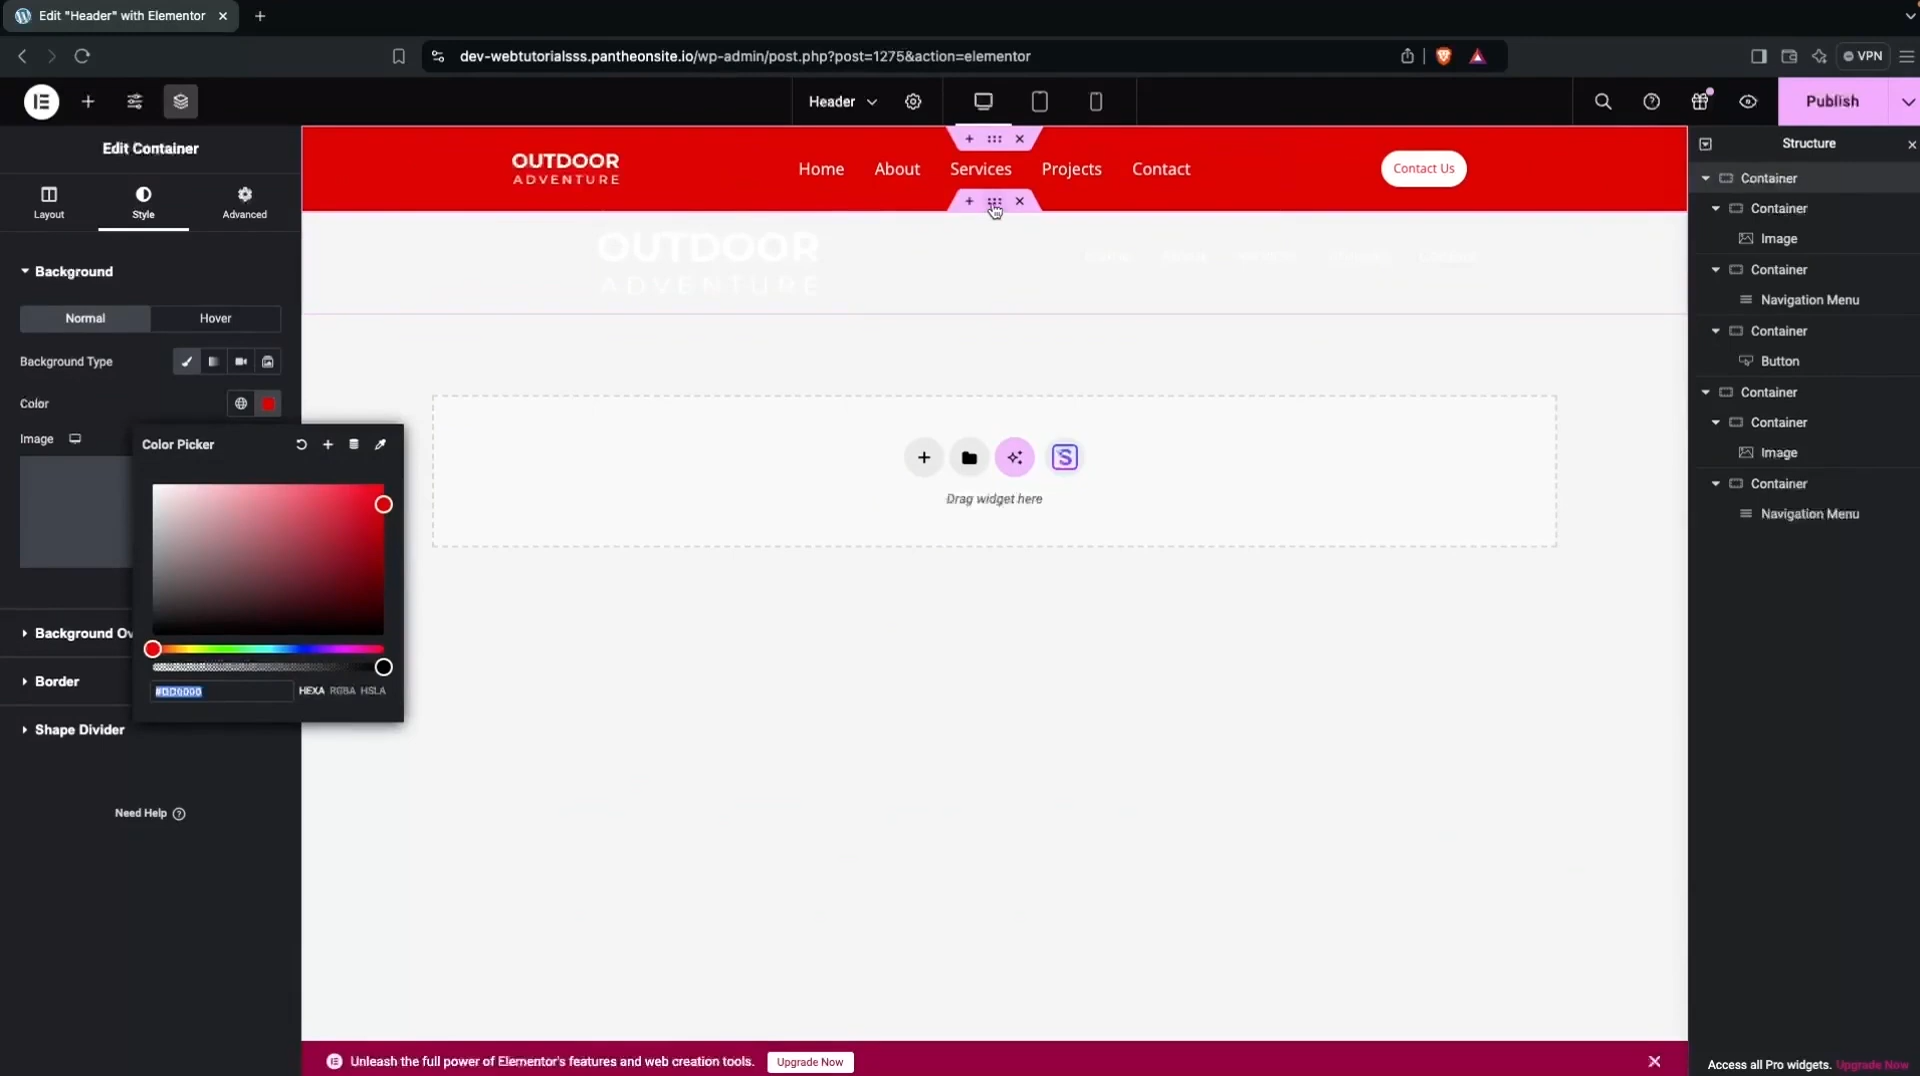 Edit "Header" with Elementor
dev-webtutorialsss.pantheonsite.io/wp-admin/post.php?post=1275&action=elementor
VPN
Header
Publish
Edit Container
Layout
Style
Advanced
Background
Normal
Hover
Background Type
Color
Image
Color Picker
#DD0000
HEXA
RGBA
HSLA
Background Ov
Border
Shape Divider
Need Help
OUTDOOR
ADVENTURE
Home
About
Services
Projects
Contact
Contact Us
OUTDOOR
ADVENTURE
Drag widget here
Unleash the full power of Elementor's features and web creation tools.
Upgrade Now
Structure
Container
Container
Image
Container
Navigation Menu
Container
Button
Container
Container
Image
Container
Navigation Menu
Access all Pro widgets. Upgrade Now